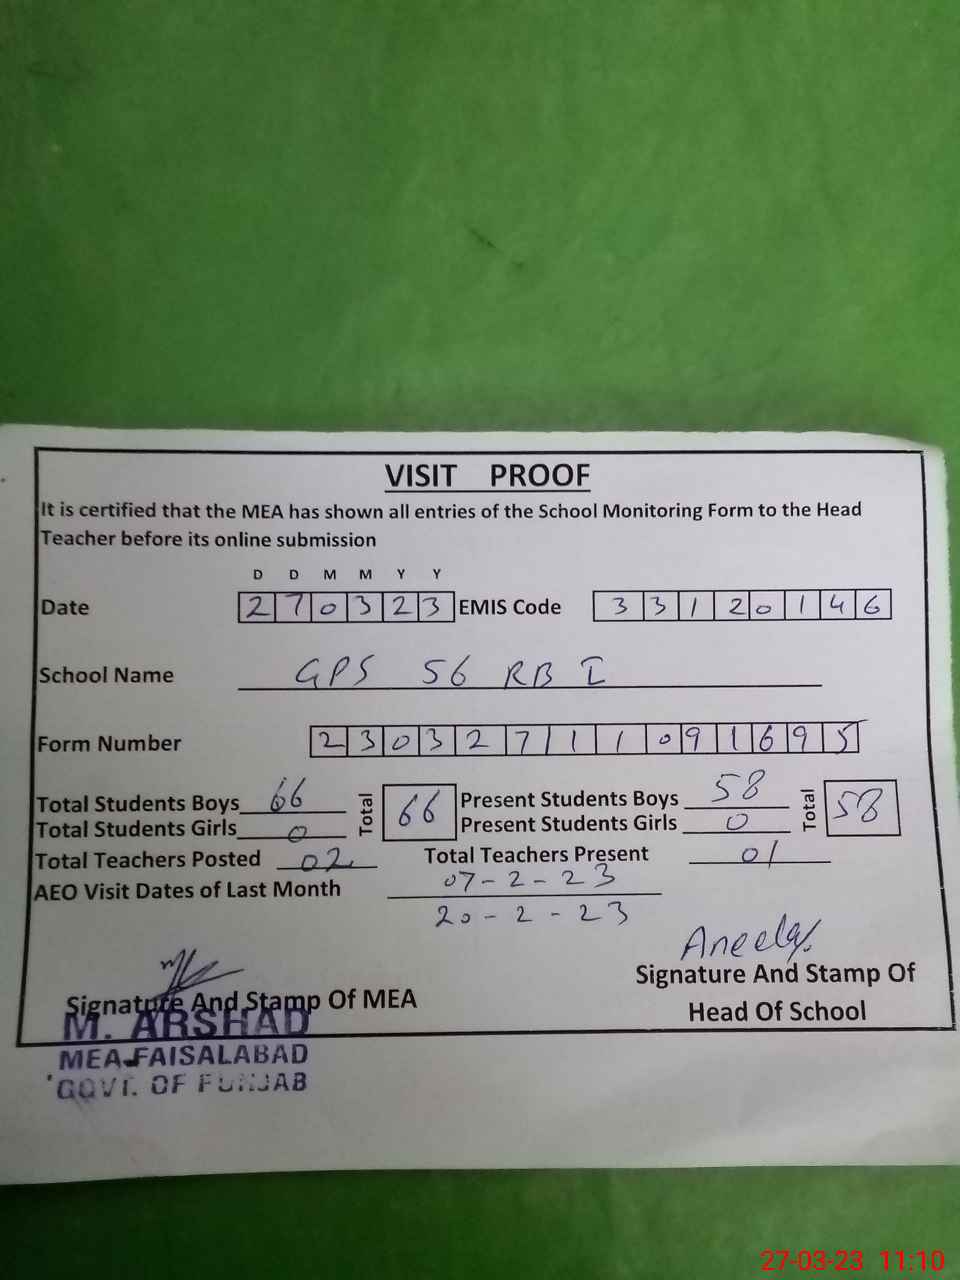 VISIT PROOF
It is certified that the MEA has shown all entries of the School Monitoring Form to the Head
Teacher before its online submission
D D M M Y Y
Date 270323 EMIS Code 33120146
School Name GPS 56 RB I
Form Number 23032711091695
Total Students Boys 66 Total 66 Present Students Boys 58 Total 58
Total Students Girls 0 Present Students Girls 0
Total Teachers Posted 02 Total Teachers Present 01
AEO Visit Dates of Last Month 07-2-23
20-2-23
Aneela
Signature And Stamp Of MEA Signature And Stamp Of
Head Of School
M. ARSHAD
MEA FAISALABAD
GOVT. OF PUNJAB
27-03-23 11:10